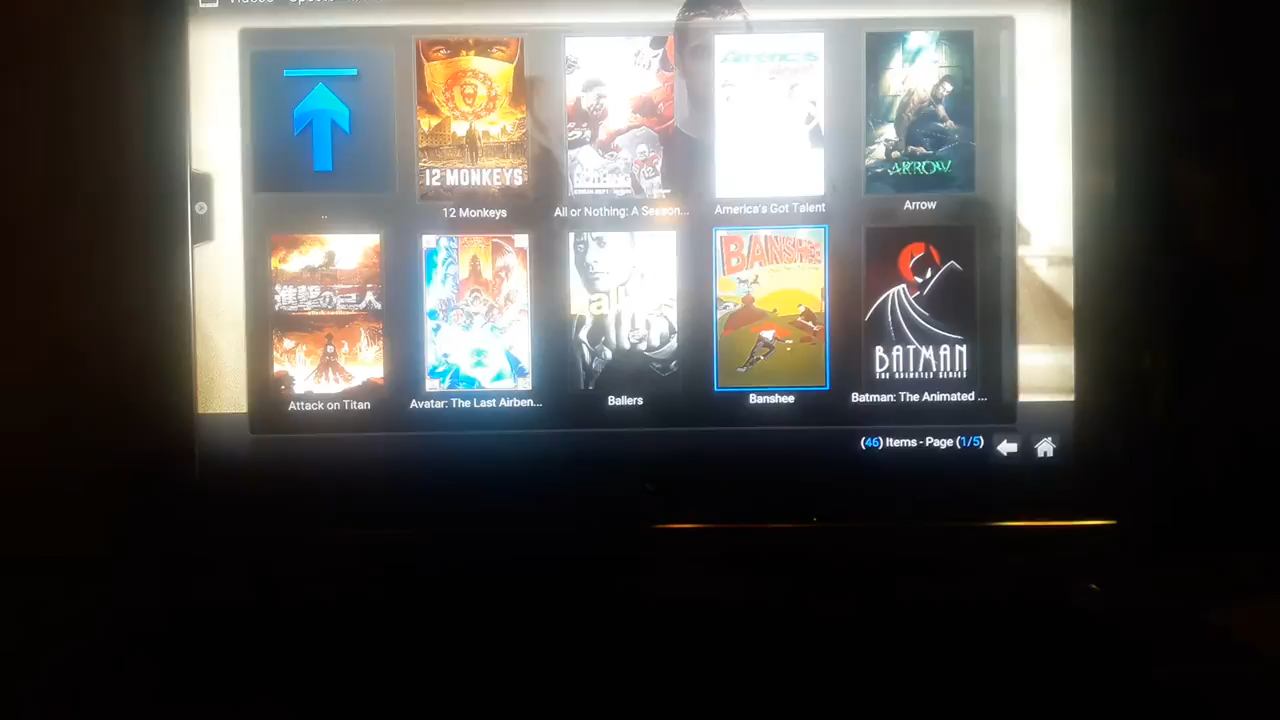 Videos -
12 MONKEYS
ARROW
12 Monkeys
All or Nothing: A Season...
America's Got Talent
Arrow
..
進撃の巨人
BANSHEE
BATMAN
THE ANIMATED SERIES
Attack on Titan
Avatar: The Last Airben...
Ballers
Banshee
Batman: The Animated ...
(46) Items - Page (1/5)